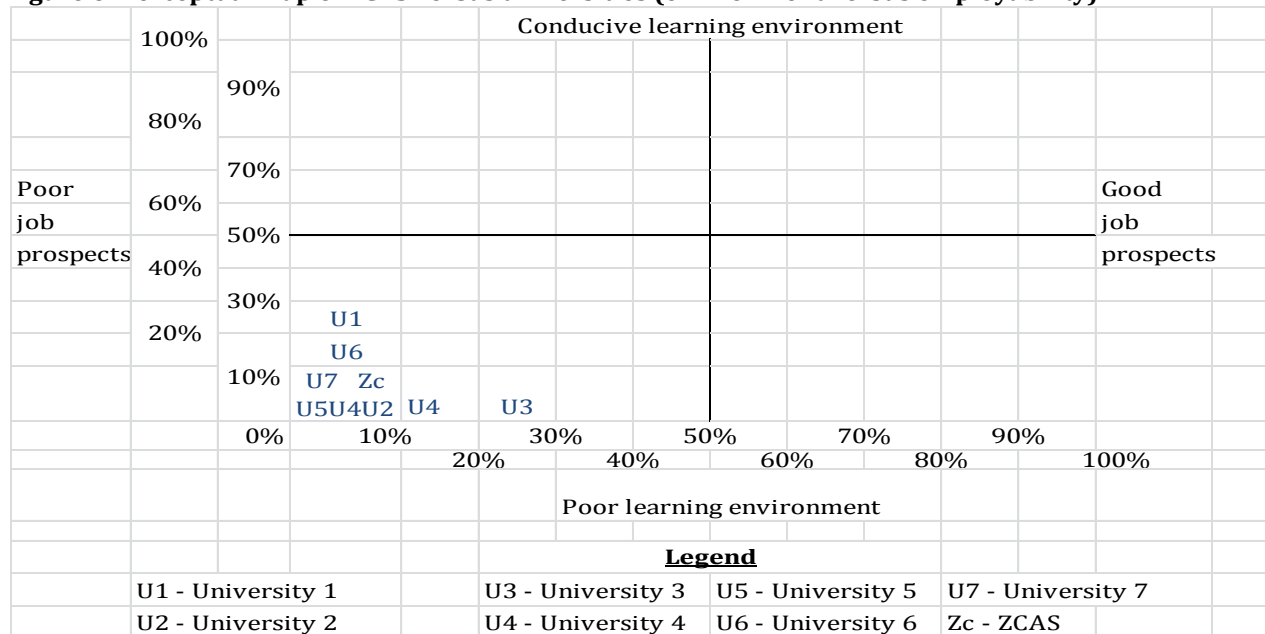 Conducive learning environment
100%
90%
80%
70%
Poor
job
prospects
60%
Good
job
prospects
50%
40%
30%
20%
U1
U6
10%
U7 Zc
U5U4U2 U4 U3
0% 10% 30% 50% 70% 90%
20% 40% 60% 80% 100%
Poor learning environment
Legend
U1 - University 1 U3 - University 3 U5 - University 5 U7 - University 7
U2 - University 2 U4 - University 4 U6 - University 6 Zc - ZCAS